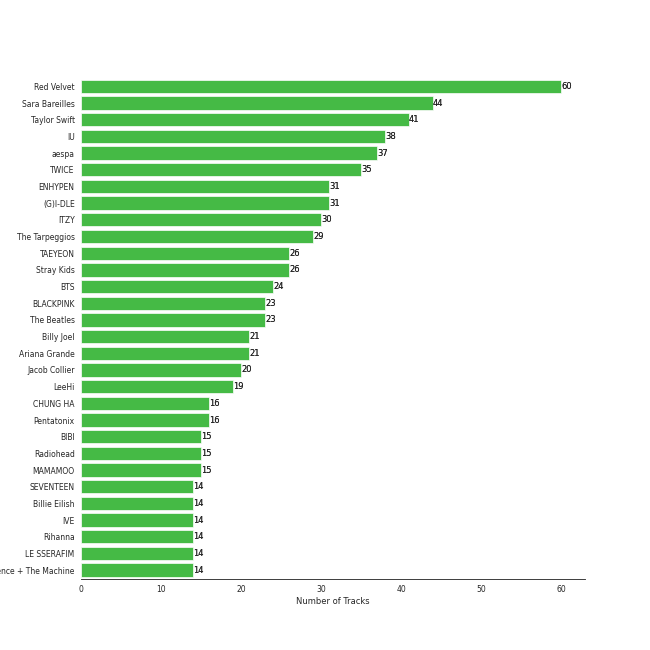 Red Velvet 60
Sara Bareilles 44
Taylor Swift 41
IU 38
aespa 37
TWICE 35
ENHYPEN 31
(G)I-DLE 31
ITZY 30
The Tarpeggios 29
TAEYEON 26
Stray Kids 26
BTS 24
BLACKPINK 23
The Beatles 23
Billy Joel 21
Ariana Grande 21
Jacob Collier 20
LeeHi 19
CHUNG HA 16
Pentatonix 16
BIBI 15
Radiohead 15
MAMAMOO 15
SEVENTEEN 14
Billie Eilish 14
IVE 14
Rihanna 14
LE SSERAFIM 14
ence + The Machine 14
0 10 20 30 40 50 60
Number of Tracks